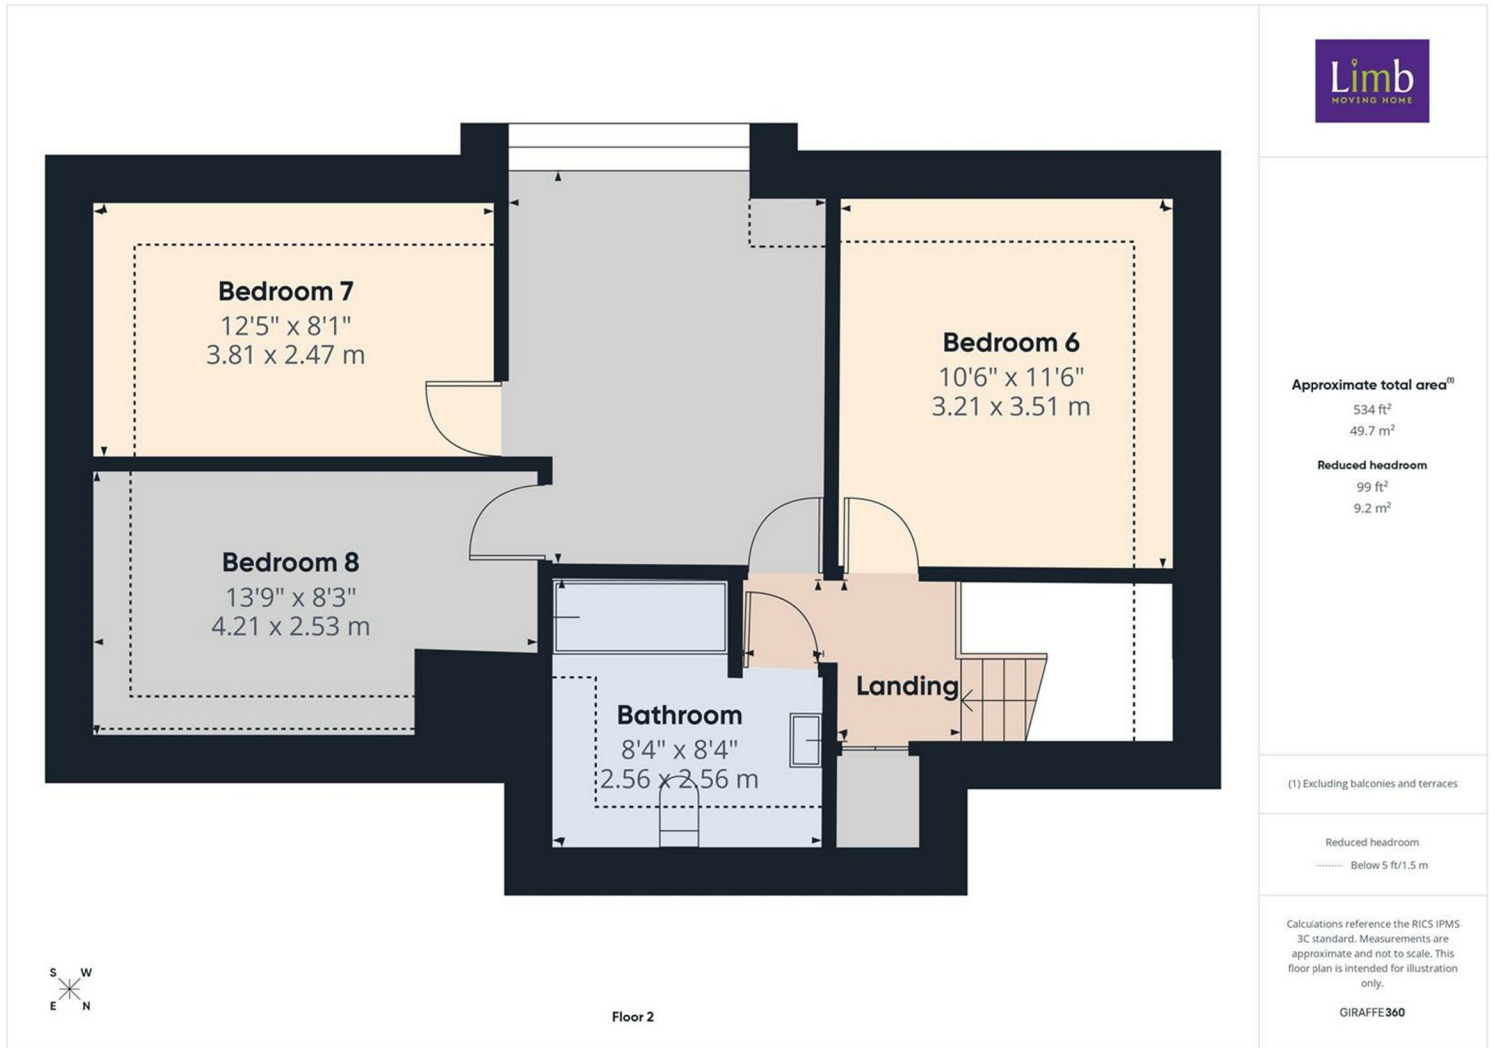 Limb
MOVING HOME
Bedroom 7
12'5" x 8'1"
3.81 x 2.47 m
Bedroom 6
10'6" x 11'6"
3.21 x 3.51 m
Bedroom 8
13'9" x 8'3"
4.21 x 2.53 m
Landing
Bathroom
8'4" x 8'4"
2.56 x 2.56 m
Approximate total area(1)
534 ft²
49.7 m²
Reduced headroom
99 ft²
9.2 m²
(1) Excluding balconies and terraces
Reduced headroom
Below 5 ft/1.5 m
Calculations reference the RICS IPMS
3C standard. Measurements are
approximate and not to scale. This
floor plan is intended for illustration
only.
GIRAFFE360
S W
E N
Floor 2